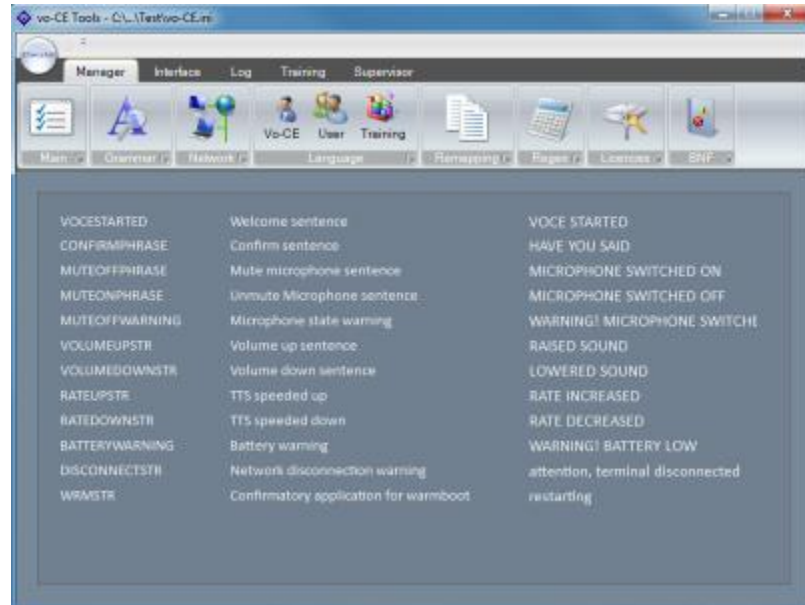 vo-CE Tools - C:\...\Test\vo-CE.ini
Manager Interface Log Training Supervisor
Vo-CE User Training
Main Grammar Network Language Remapping Regex Licences BNF
VOCESTARTED Welcome sentence VOCE STARTED
CONFIRMPHRASE Confirm sentence HAVE YOU SAID
MUTEOFFPHRASE Mute microphone sentence MICROPHONE SWITCHED ON
MUTEONPHRASE Unmute Microphone sentence MICROPHONE SWITCHED OFF
MUTEOFFWARNING Microphone state warning WARNING! MICROPHONE SWITCHE
VOLUMEUPSTR Volume up sentence RAISED SOUND
VOLUMEDOWNSTR Volume down sentence LOWERED SOUND
RATEUPSTR TTS speeded up RATE INCREASED
RATEDOWNSTR TTS speeded down RATE DECREASED
BATTERYWARNING Battery warning WARNING! BATTERY LOW
DISCONNECTSTR Network disconnection warning attention, terminal disconnected
WRMSTR Confirmatory application for warmboot restarting